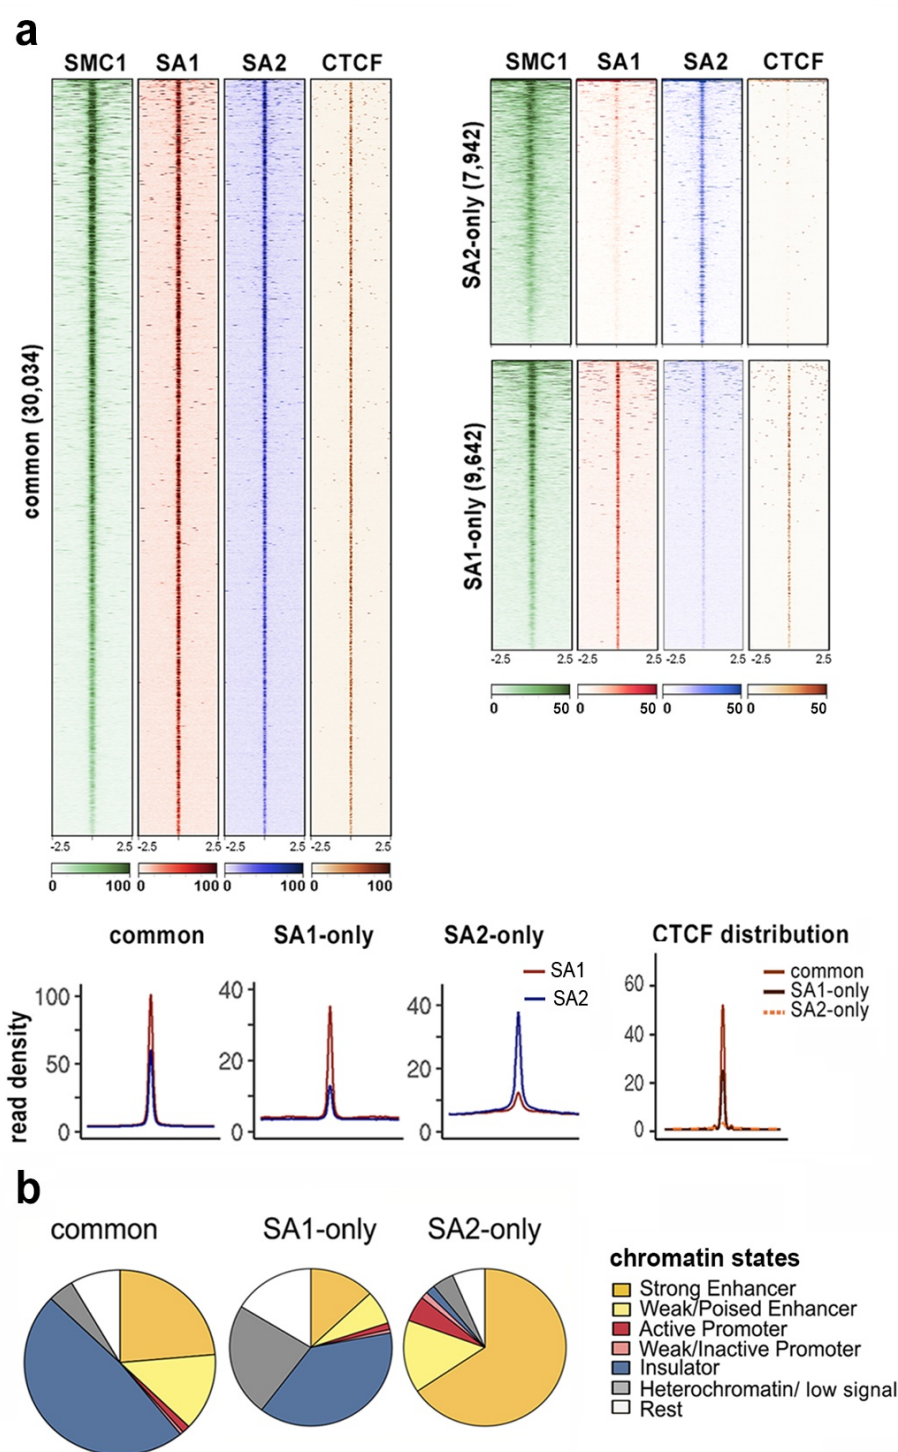 a
SMC1 SA1 SA2 CTCF
common (30,034)
-2.5 2.5 -2.5 2.5 -2.5 2.5 -2.5 2.5
0 100 0 100 0 100 0 100
SMC1 SA1 SA2 CTCF
SA2-only (7,942)
SA1-only (9,642)
-2.5 2.5 -2.5 2.5 -2.5 2.5 -2.5 2.5
0 50 0 50 0 50 0 50
common
read density
100
50
0
SA1-only
40
20
0
SA2-only
SA1
SA2
40
20
0
CTCF distribution
common
SA1-only
SA2-only
60
40
20
0
b
common
SA1-only
SA2-only
chromatin states
Strong Enhancer
Weak/Poised Enhancer
Active Promoter
Weak/Inactive Promoter
Insulator
Heterochromatin/ low signal
Rest